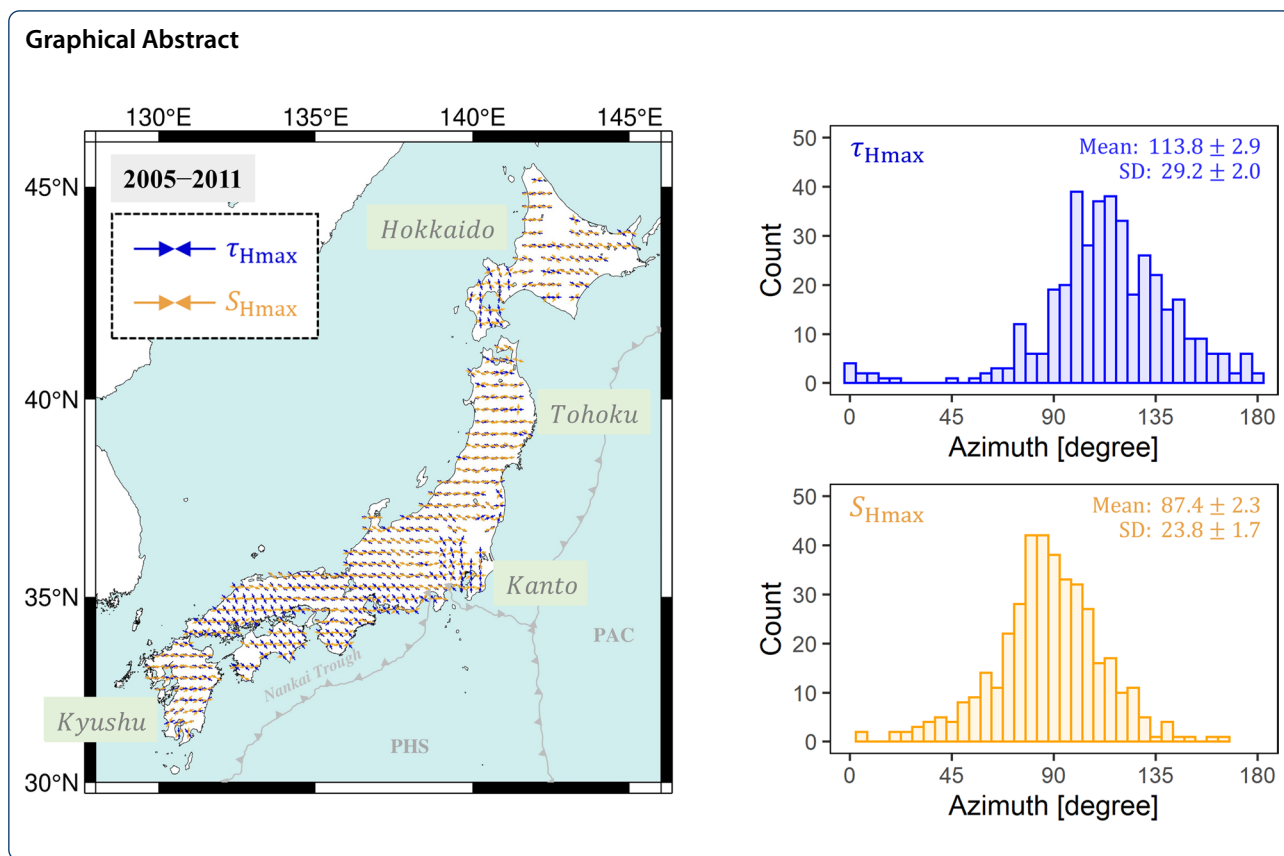 Graphical Abstract
130°E 135°E 140°E 145°E
2005–2011
τHmax
SHmax
45°N
40°N
35°N
30°N
Hokkaido
Tohoku
Kanto
Kyushu
Nankai Trough
PHS
PAC
τHmax
Mean: 113.8 ± 2.9
SD: 29.2 ± 2.0
Count
50
40
30
20
10
0
0 45 90 135 180
Azimuth [degree]
SHmax
Mean: 87.4 ± 2.3
SD: 23.8 ± 1.7
Count
50
40
30
20
10
0
0 45 90 135 180
Azimuth [degree]